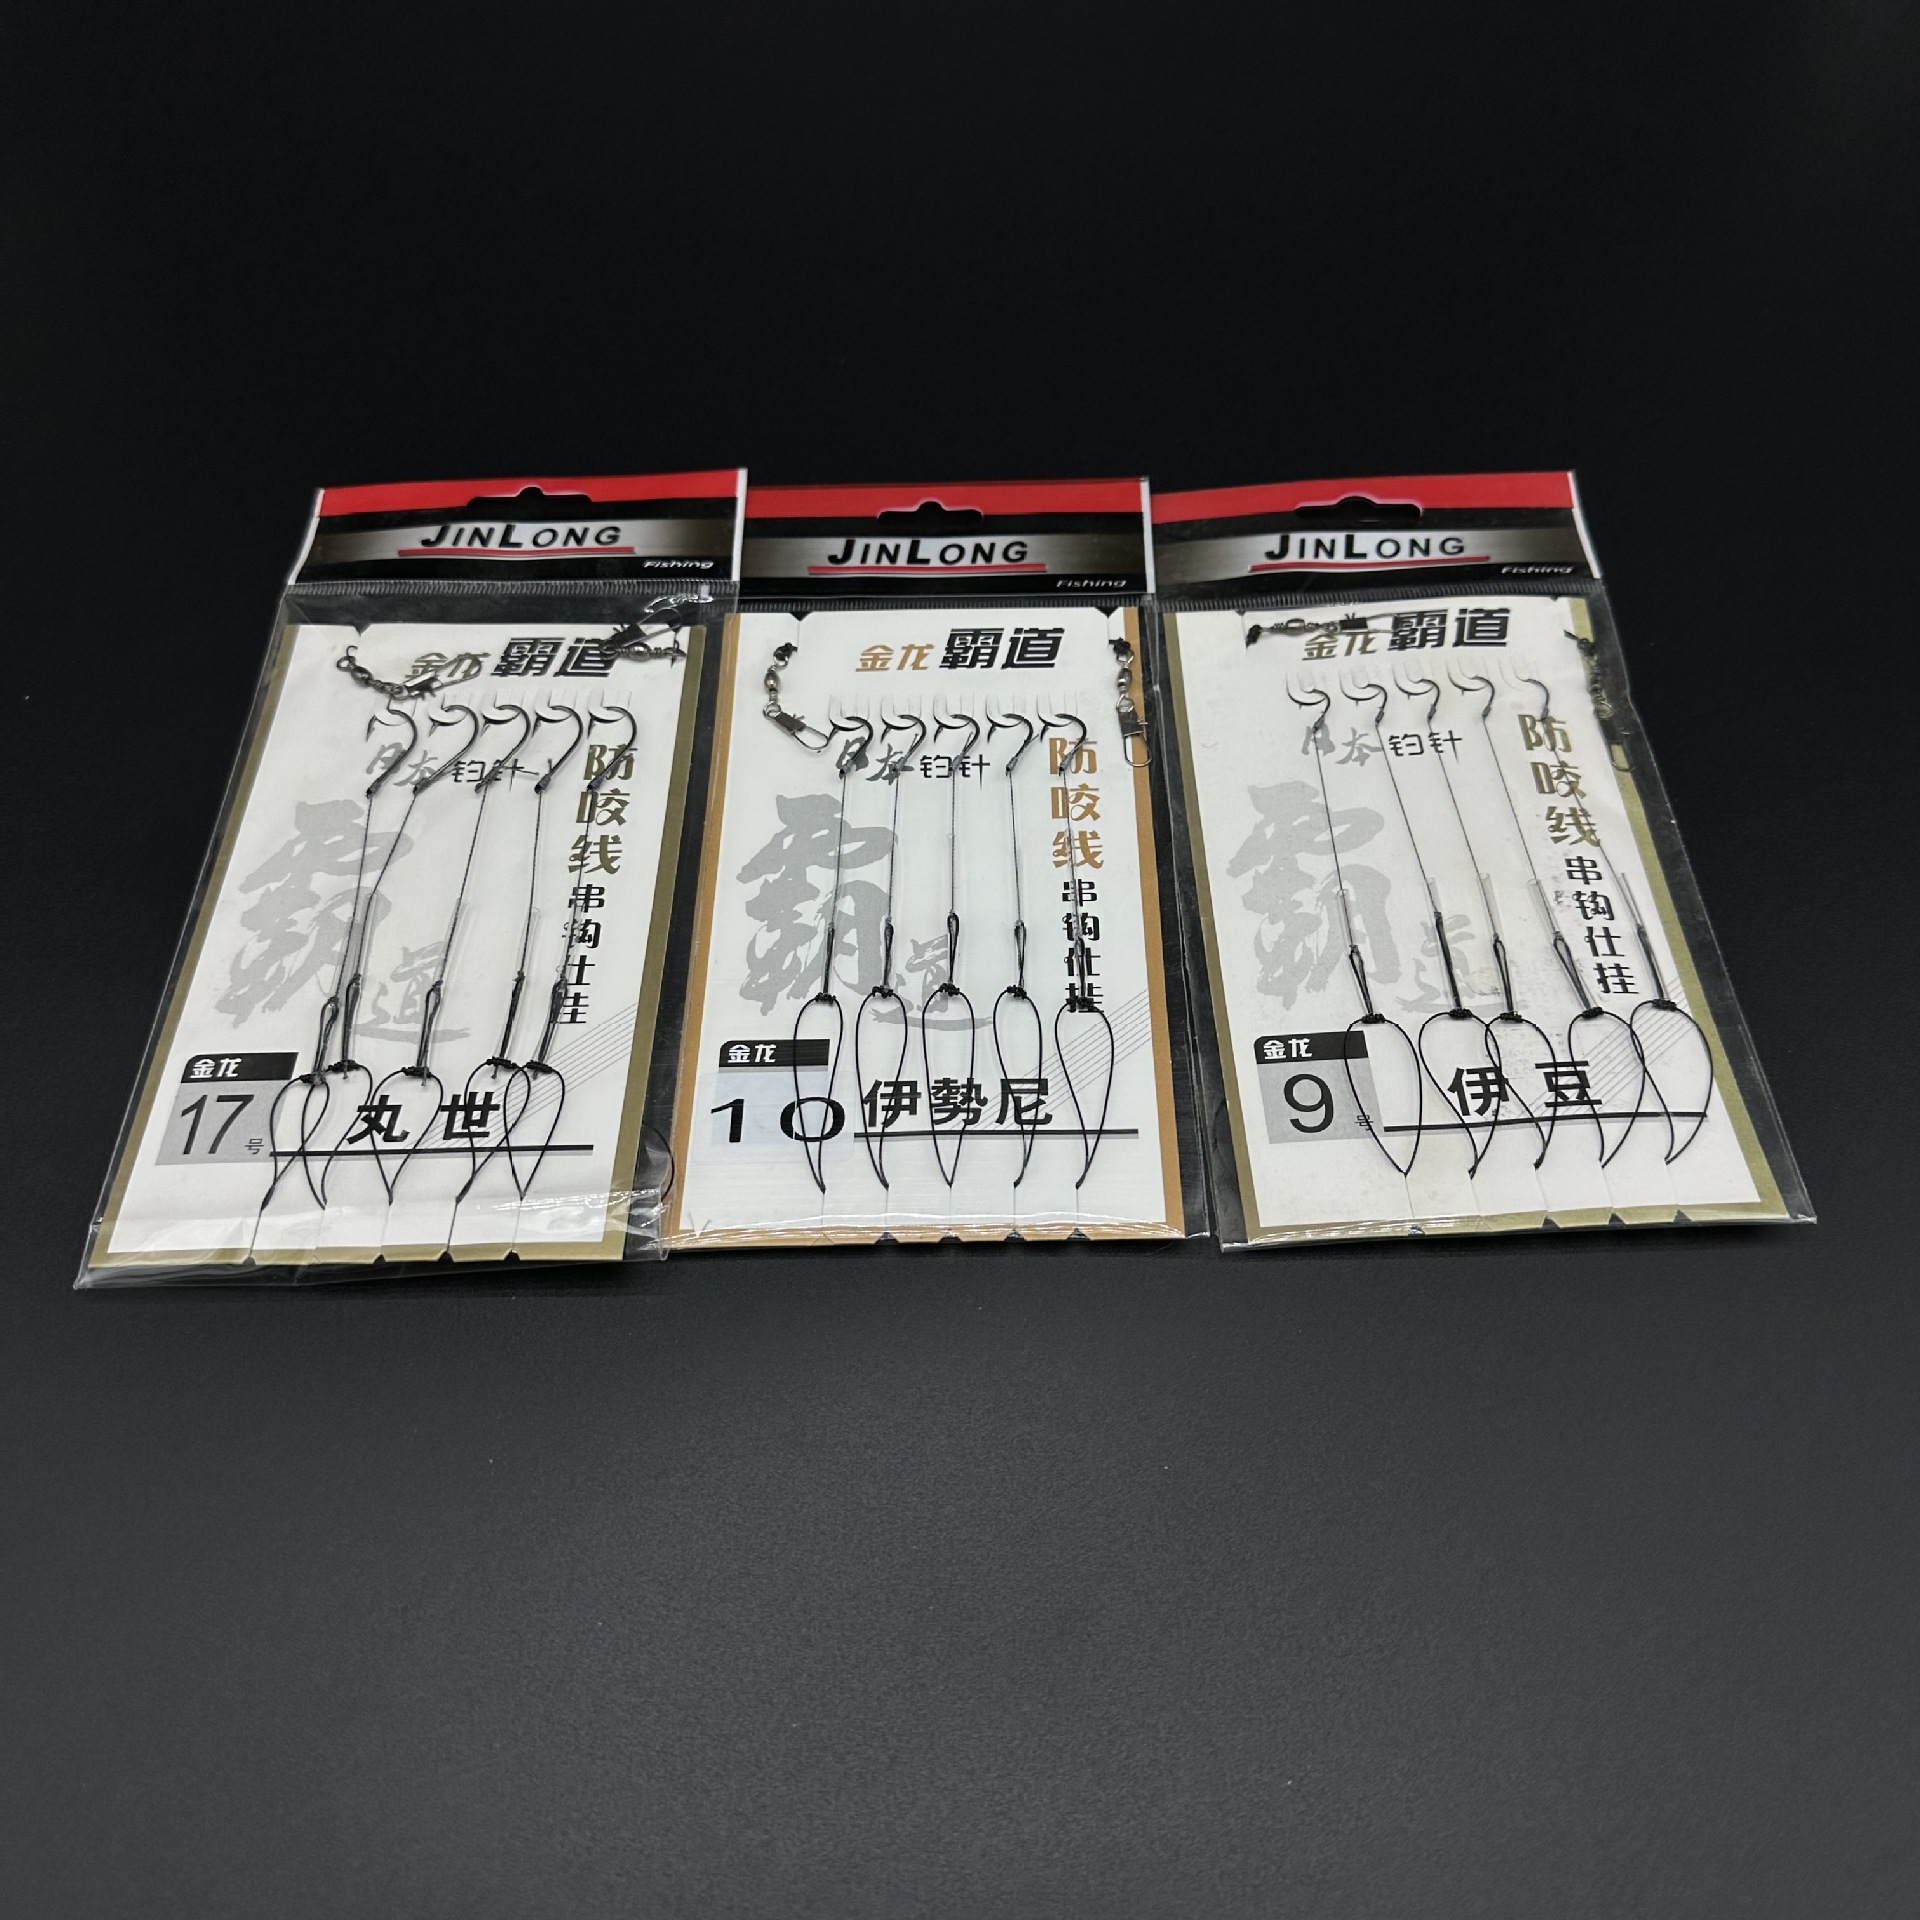 JINLONG
Fishing
金龙 霸道
日本 钓针
防咬线
串钩仕挂
霸道
金龙
17号
丸世
JINLONG
Fishing
金龙 霸道
日本 钓针
防咬线
串钩仕挂
霸道
金龙
10
伊勢尼
JINLONG
Fishing
金龙 霸道
日本 钓针
防咬线
串钩仕挂
霸道
金龙
9号
伊豆